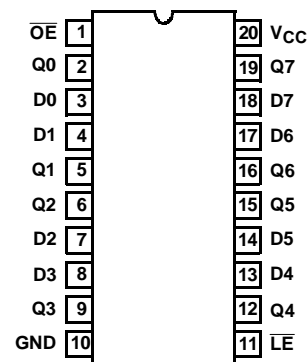 O̅E̅ 1 20 VCC
Q0 2 19 Q7
D0 3 18 D7
D1 4 17 D6
Q1 5 16 Q6
Q2 6 15 Q5
D2 7 14 D5
D3 8 13 D4
Q3 9 12 Q4
GND 10 11 L̅E̅